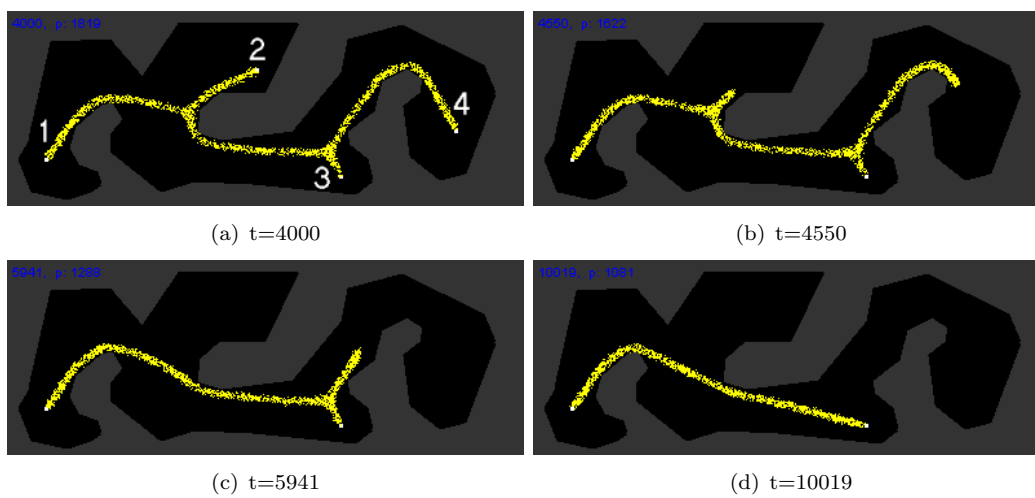 4000, p: 1819
4550, p: 1622
2
1
4
3
(a) t=4000
(b) t=4550
5941, p: 1288
10019, p: 1081
(c) t=5941
(d) t=10019